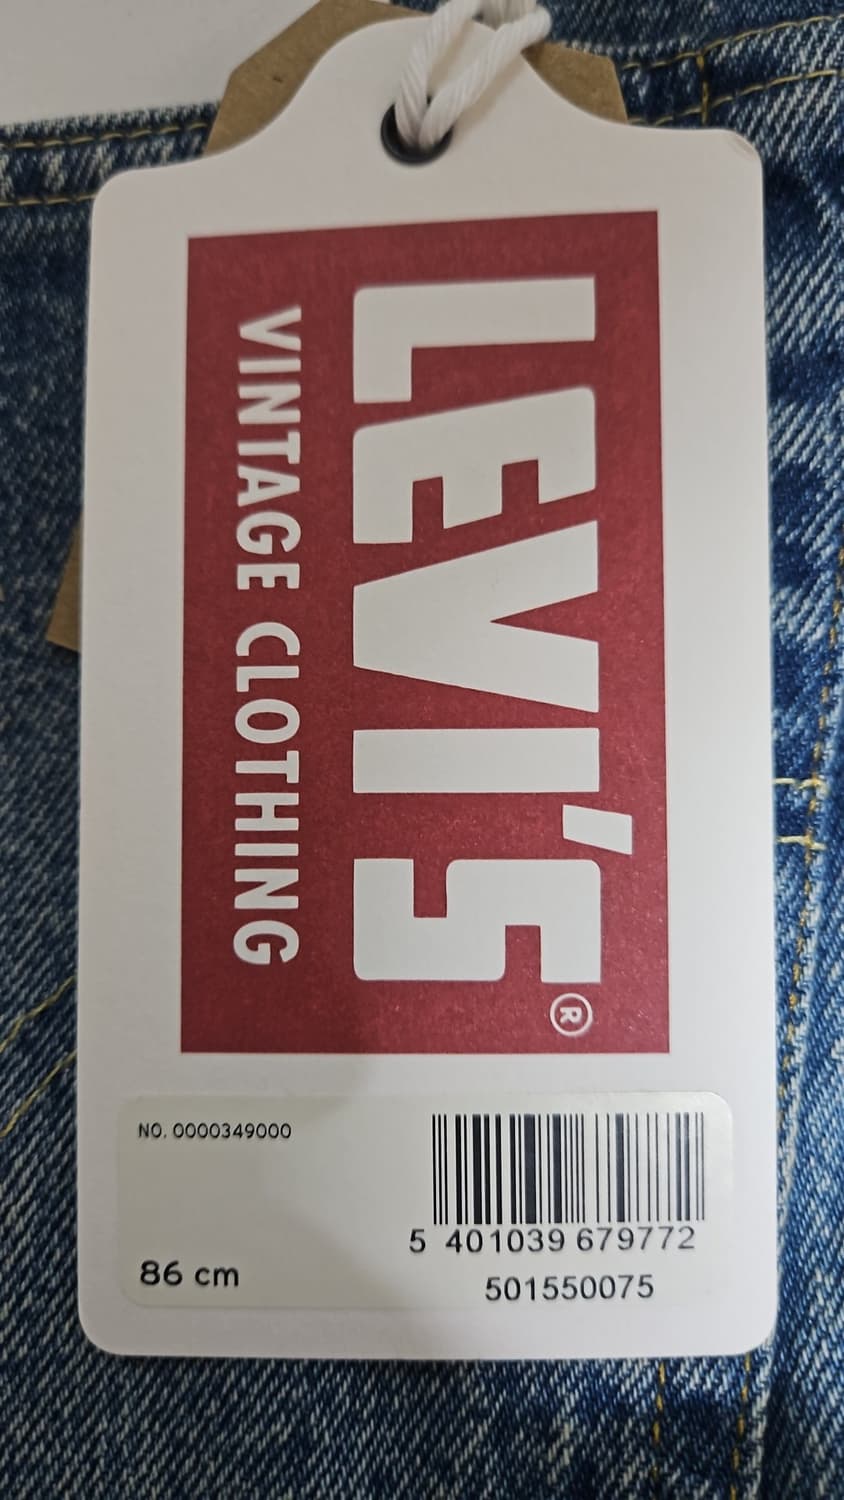 LEVI'S®
VINTAGE CLOTHING
NO. 0000349000
86 cm
5 401039 679772
501550075